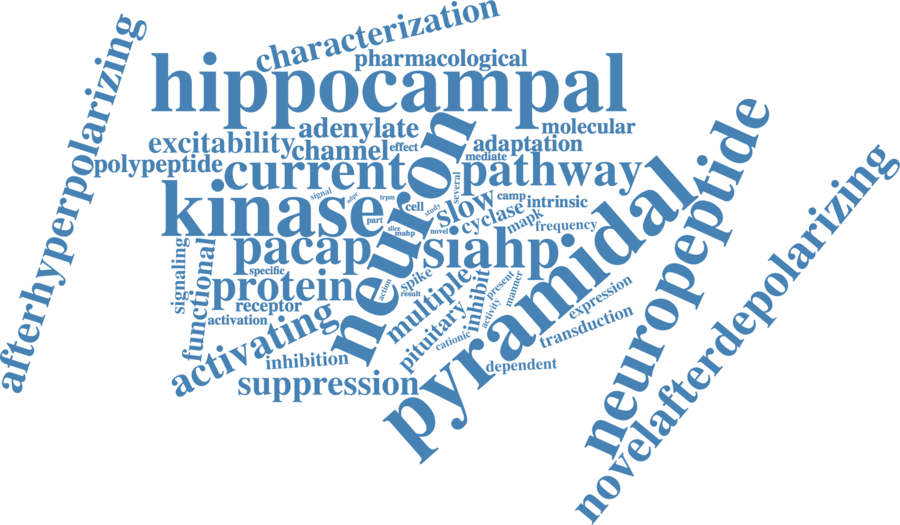 characterization
pharmacological
hippocampal
afterhyperpolarizing
adenylate
molecular
excitability
channel
effect
adaptation
mediate
polypeptide
current
neuron
pathway
neuropeptide
signal
adpr
trpm
several
camp
intrinsic
kinase
cell
study
slow
cyclase
mapk
frequency
part
slice
mahp
novel
pacap
siahp
pyramidal
novelafterdepolarizing
signaling
functional
specific
protein
action
spike
result
multiple
inhibit
present
manner
activity
expression
receptor
activation
activating
pituitary
cationic
transduction
inhibition
dependent
suppression